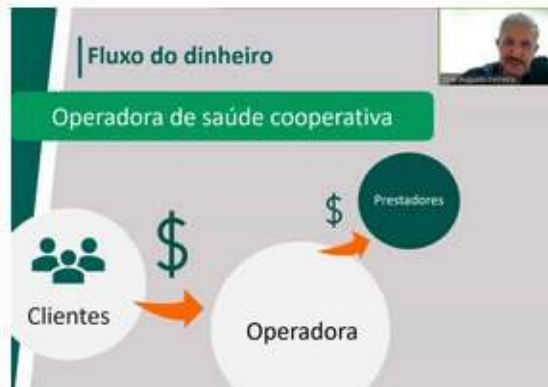 Fluxo do dinheiro
Operadora de saúde cooperativa
Prestadores
$
$
Clientes
Operadora